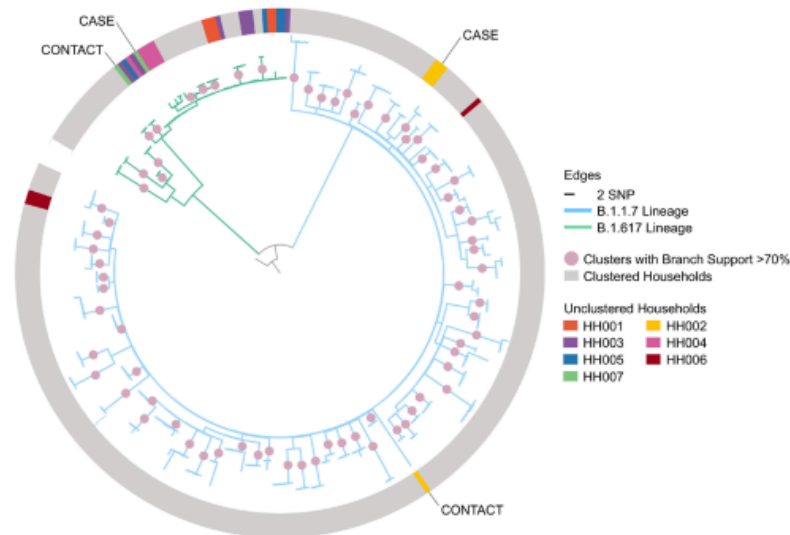 CASE
CONTACT
CASE
Edges
2 SNP
B.1.1.7 Lineage
B.1.617 Lineage
Clusters with Branch Support >70%
Clustered Households
Unclustered Households
HH001 HH002
HH003 HH004
HH005 HH006
HH007
CONTACT